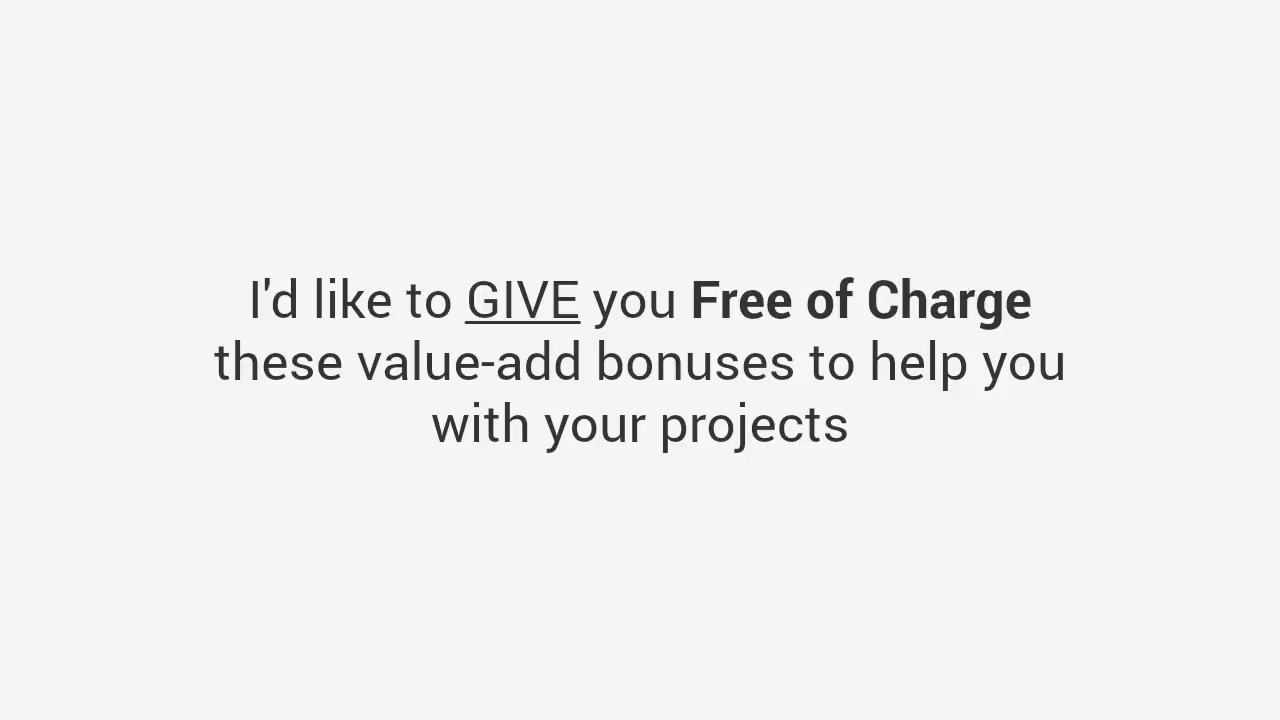 I'd like to GIVE you Free of Charge
these value-add bonuses to help you
with your projects